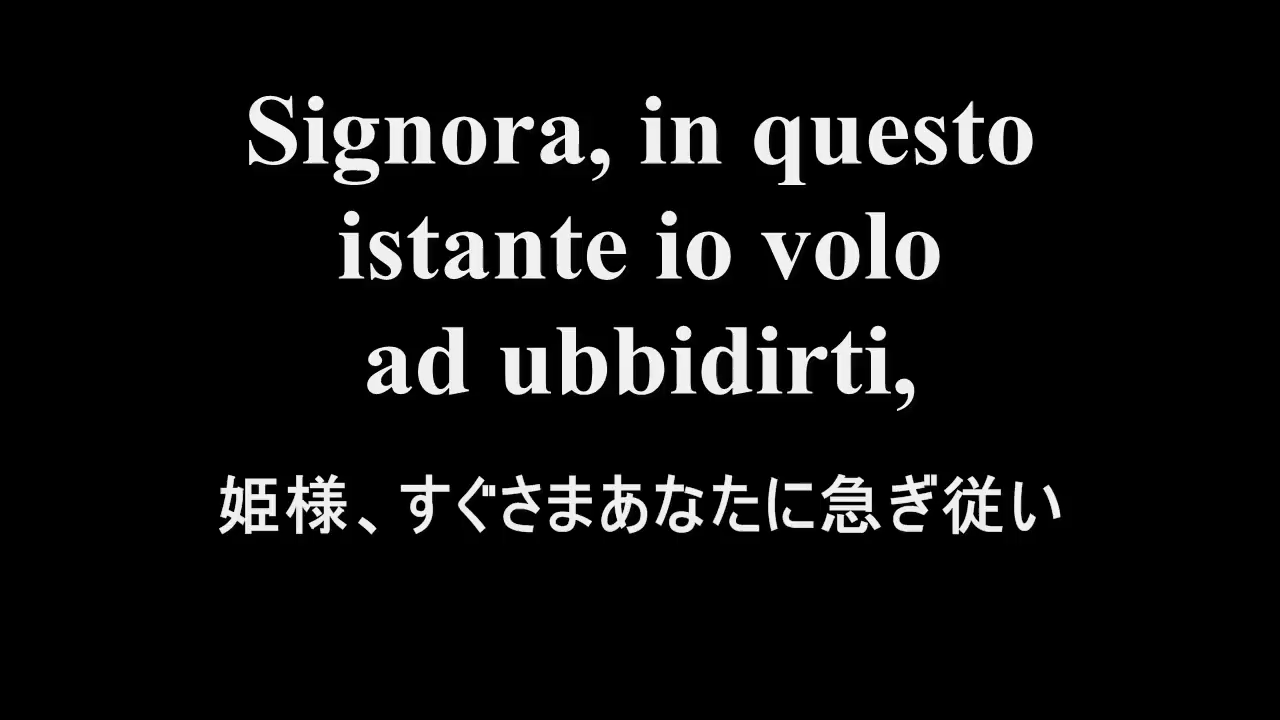 Signora, in questo
istante io volo
ad ubbidirti,
姫様、すぐさまあなたに急ぎ従い